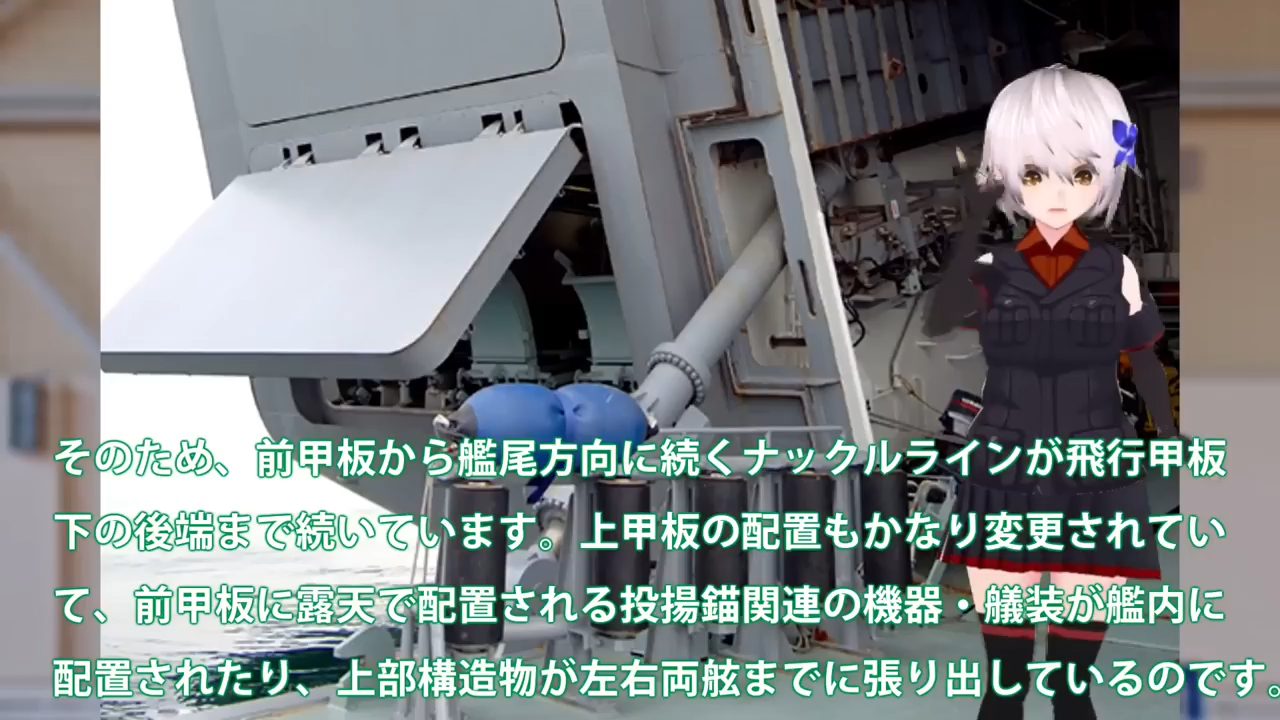 そのため、前甲板から艦尾方向に続くナックルラインが飛行甲板
下の後端まで続いています。上甲板の配置もかなり変更されてい
て、前甲板に露天で配置される投揚錨関連の機器・艤装が艦内に
配置されたり、上部構造物が左右両舷までに張り出しているのです。